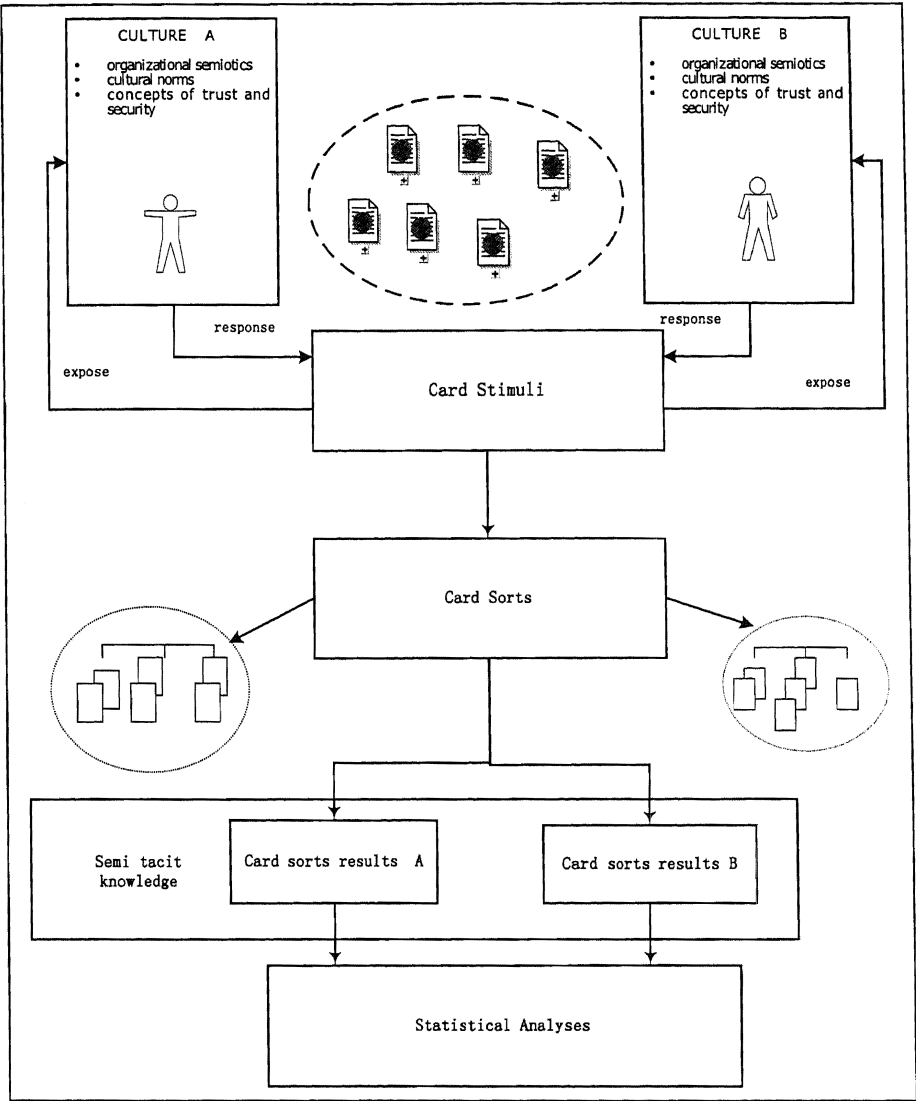 CULTURE A
• organizational semiotics
• cultural norms
• concepts of trust and
security
CULTURE B
• organizational semiotics
• cultural norms
• concepts of trust and
security
response
response
expose
expose
Card Stimuli
Card Sorts
Semi tacit
knowledge
Card sorts results A
Card sorts results B
Statistical Analyses